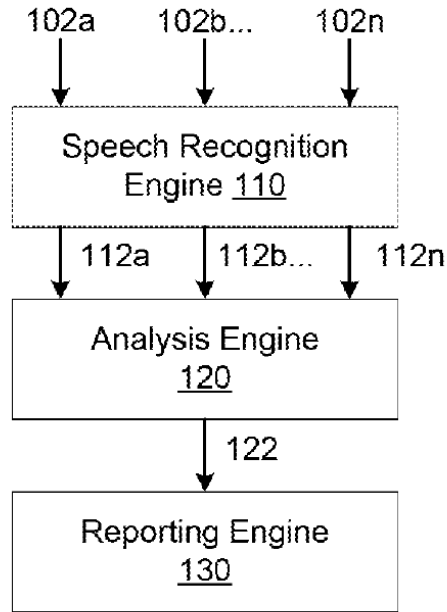 102a 102b... 102n
Speech Recognition
Engine 110
112a 112b... 112n
Analysis Engine
120
122
Reporting Engine
130